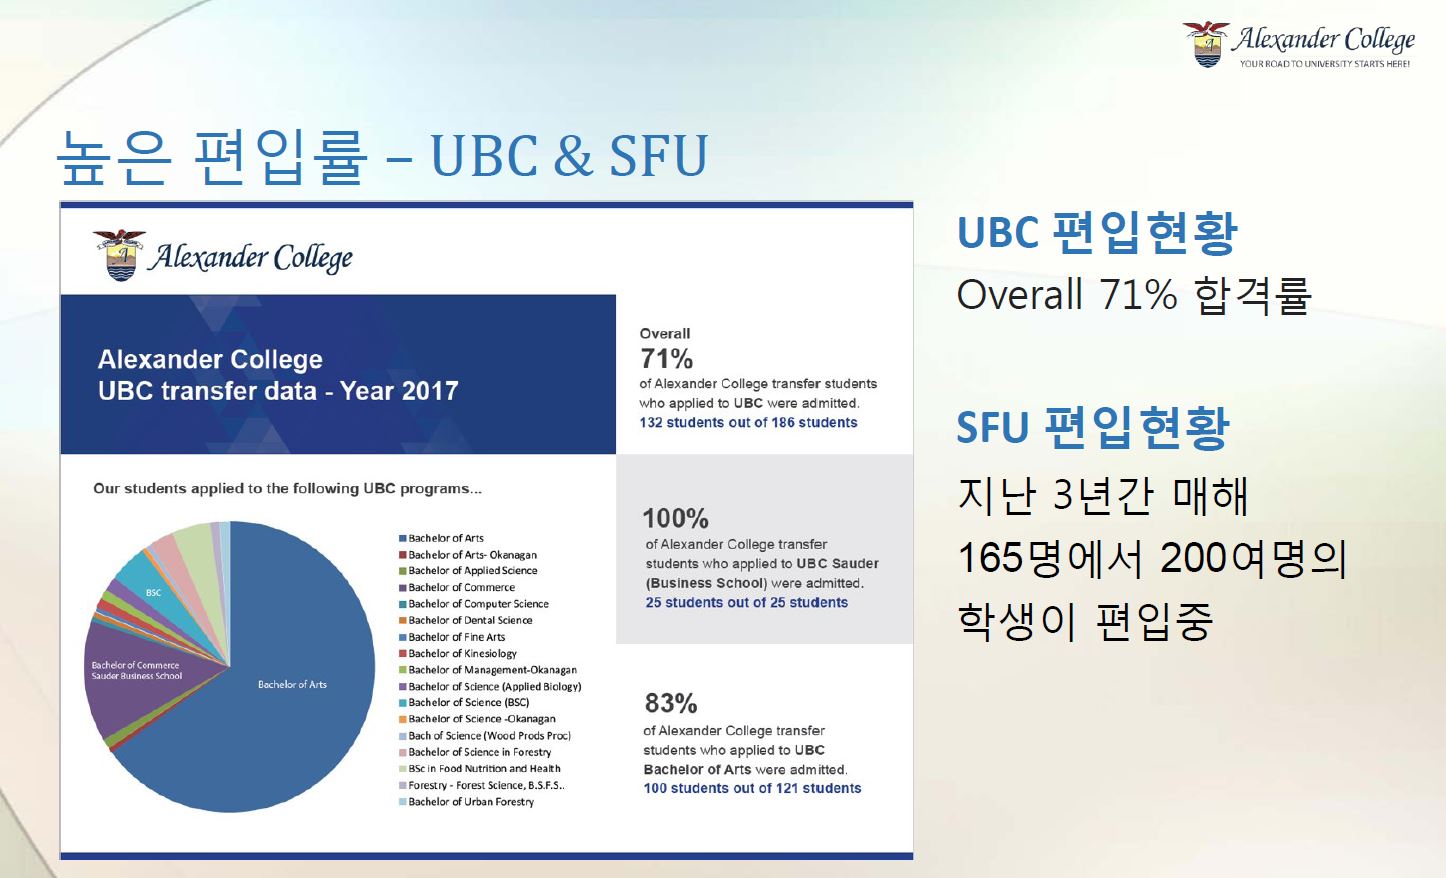 Alexander College
YOUR ROAD TO UNIVERSITY STARTS HERE!
높은 편입률 – UBC & SFU
Alexander College
Alexander College
UBC transfer data - Year 2017
Overall
71%
of Alexander College transfer students
who applied to UBC were admitted.
132 students out of 186 students
Our students applied to the following UBC programs...
BSC
Bachelor of Commerce
Sauder Business School
Bachelor of Arts
Bachelor of Arts
Bachelor of Arts- Okanagan
Bachelor of Applied Science
Bachelor of Commerce
Bachelor of Computer Science
Bachelor of Dental Science
Bachelor of Fine Arts
Bachelor of Kinesiology
Bachelor of Management-Okanagan
Bachelor of Science (Applied Biology)
Bachelor of Science (BSC)
Bachelor of Science -Okanagan
Bach of Science (Wood Prods Proc)
Bachelor of Science in Forestry
BSc in Food Nutrition and Health
Forestry - Forest Science, B.S.F.S..
Bachelor of Urban Forestry
100%
of Alexander College transfer
students who applied to UBC Sauder
(Business School) were admitted.
25 students out of 25 students
83%
of Alexander College transfer
students who applied to UBC
Bachelor of Arts were admitted.
100 students out of 121 students
UBC 편입현황
Overall 71% 합격률
SFU 편입현황
지난 3년간 매해
165명에서 200여명의
학생이 편입중